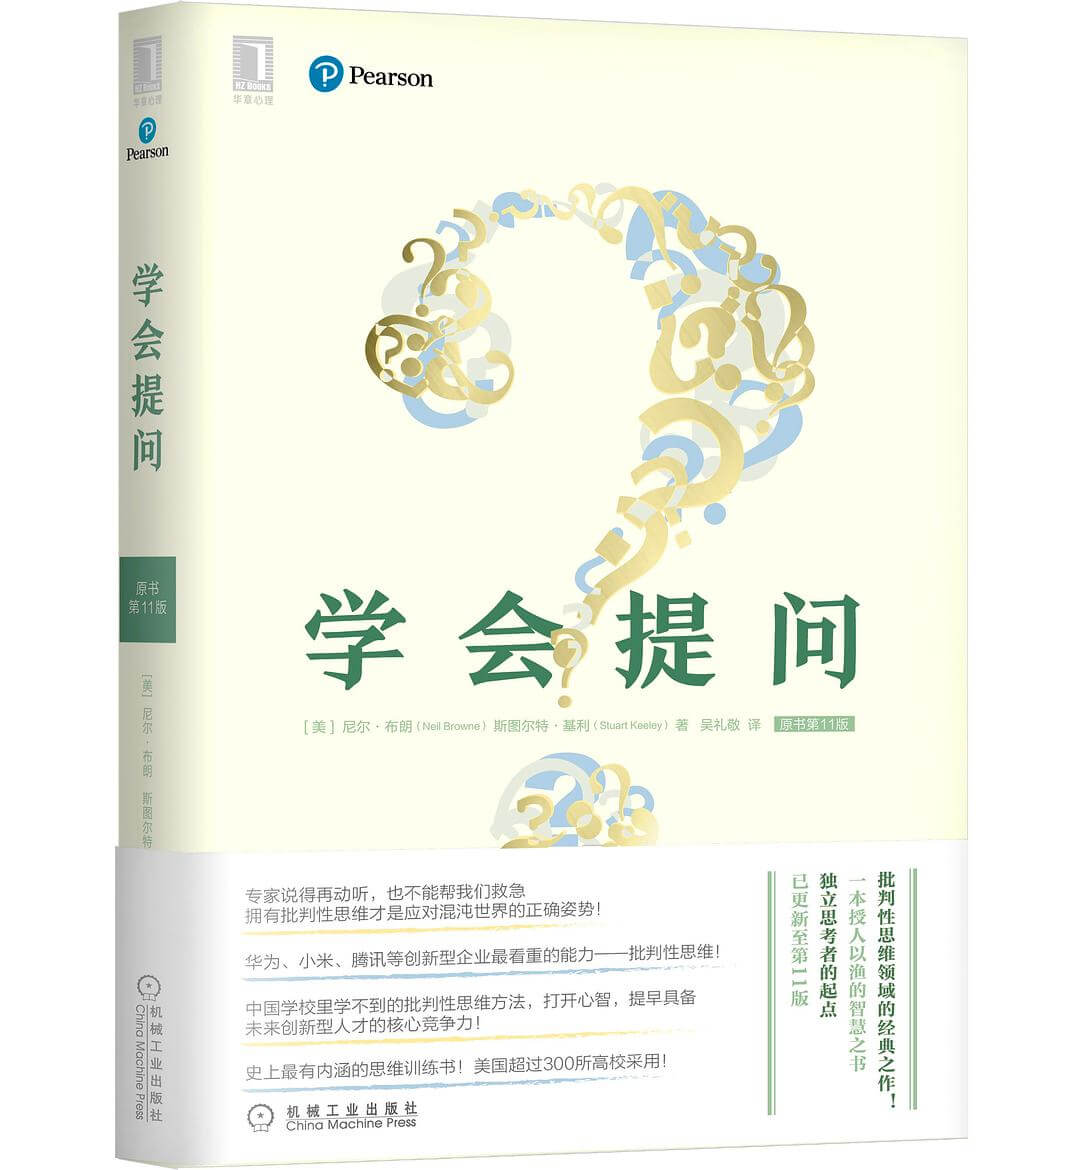 HZ Books
华章心理
Pearson
学会提问
原书
第11版
[美] 尼尔·布朗 斯图尔特
机械工业出版社
China Machine Press
HZ Books
华章心理
Pearson
学会提问
[美] 尼尔·布朗(Neil Browne) 斯图尔特·基利(Stuart Keeley) 著 吴礼敬 译 原书第11版
专家说得再动听，也不能帮我们救急
拥有批判性思维才是应对混沌世界的正确姿势！
华为、小米、腾讯等创新型企业最看重的能力——批判性思维！
中国学校里学不到的批判性思维方法，打开心智，提早具备
未来创新型人才的核心竞争力！
史上最有内涵的思维训练书！美国超过300所高校采用！
机械工业出版社
China Machine Press
批判性思维领域的经典之作！
一本授人以渔的智慧之书
独立思考者的起点
已更新至第11版